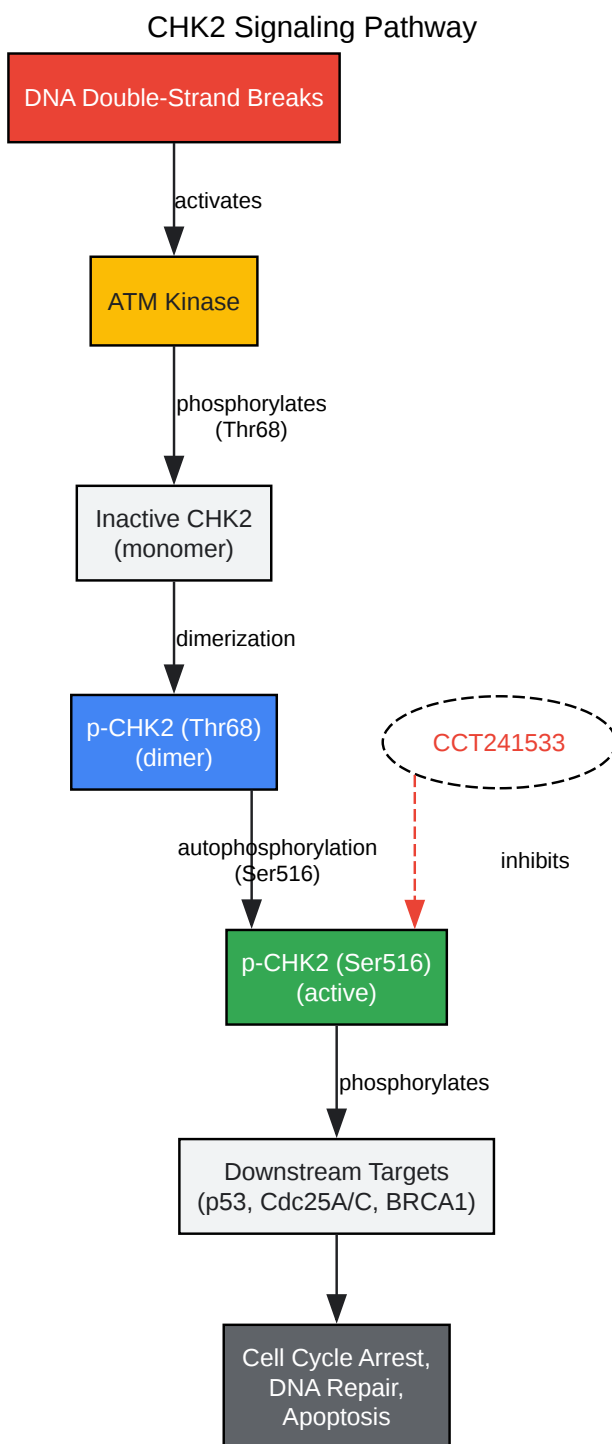 CHK2 Signaling Pathway
DNA Double-Strand Breaks
activates
ATM Kinase
phosphorylates
(Thr68)
Inactive CHK2
(monomer)
dimerization
p-CHK2 (Thr68)
(dimer)
CCT241533
autophosphorylation
(Ser516)
inhibits
p-CHK2 (Ser516)
(active)
phosphorylates
Downstream Targets
(p53, Cdc25A/C, BRCA1)
Cell Cycle Arrest,
DNA Repair,
Apoptosis